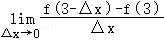 lim
△x→0
f(3-△x)-f(3)
△x